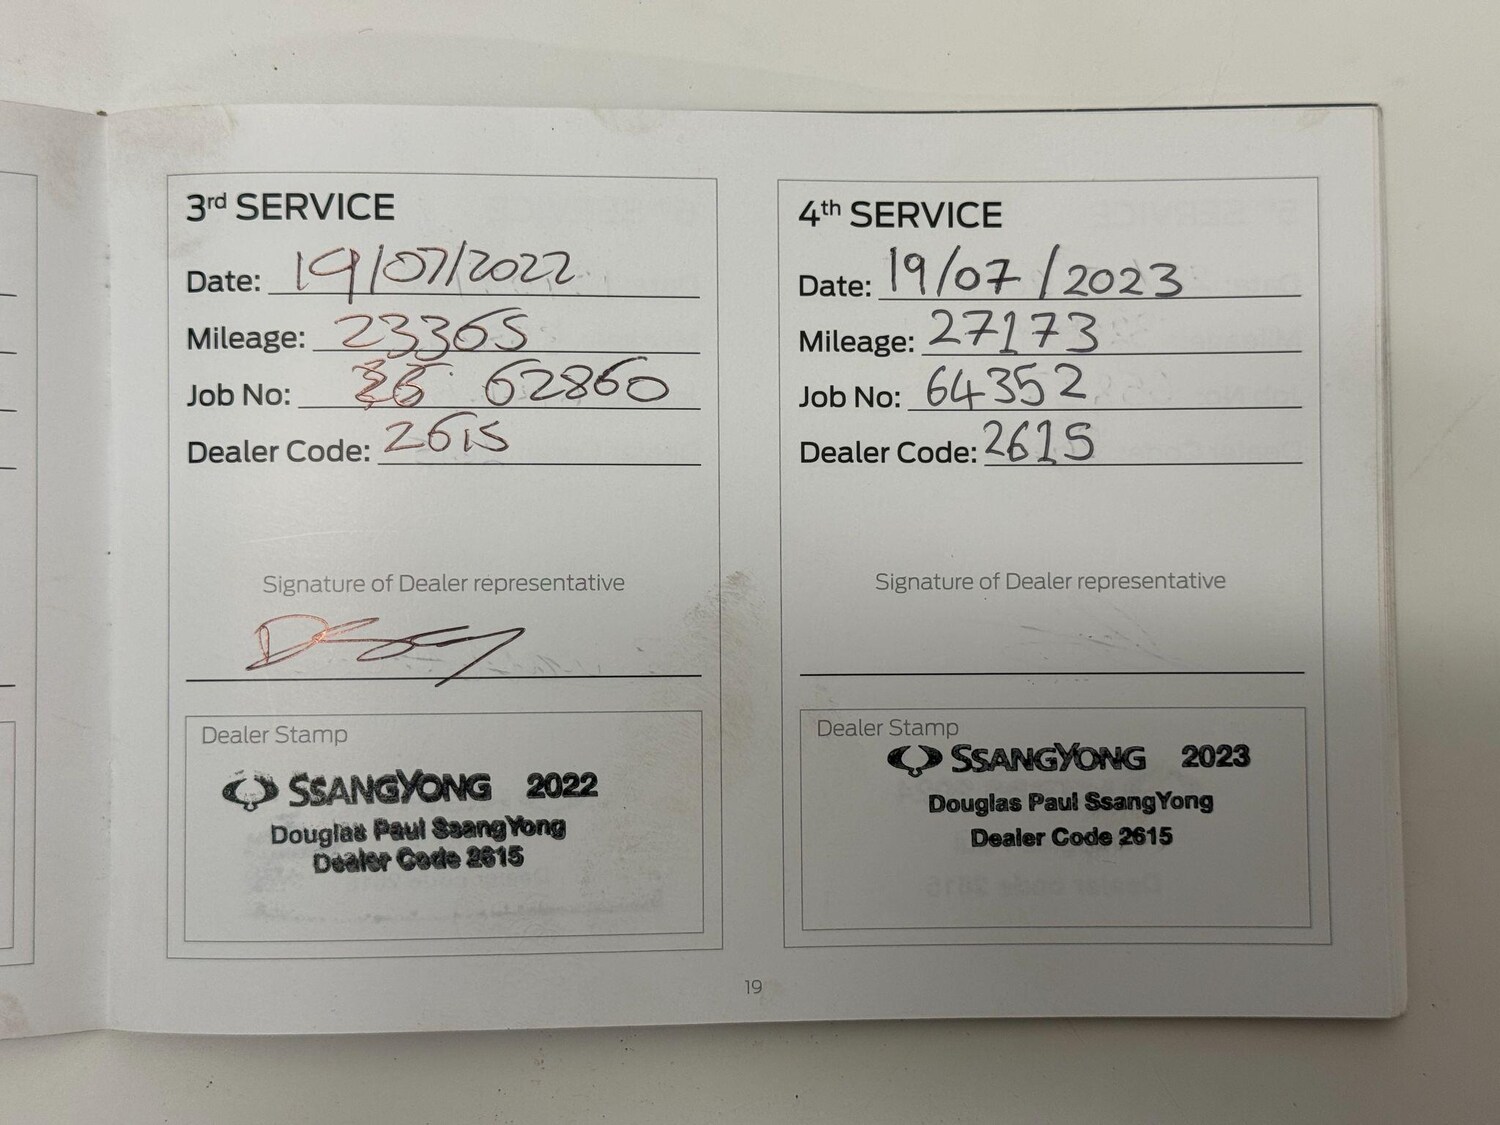 3rd SERVICE
Date: 19/07/2022
Mileage: 23365
Job No: 62860
Dealer Code: 2615
Signature of Dealer representative
Dealer Stamp
SSANGYONG 2022
Douglas Paul SsangYong
Dealer Code 2615
4th SERVICE
Date: 19/07/2023
Mileage: 27173
Job No: 64352
Dealer Code: 2615
Signature of Dealer representative
Dealer Stamp
SSANGYONG 2023
Douglas Paul SsangYong
Dealer Code 2615
19